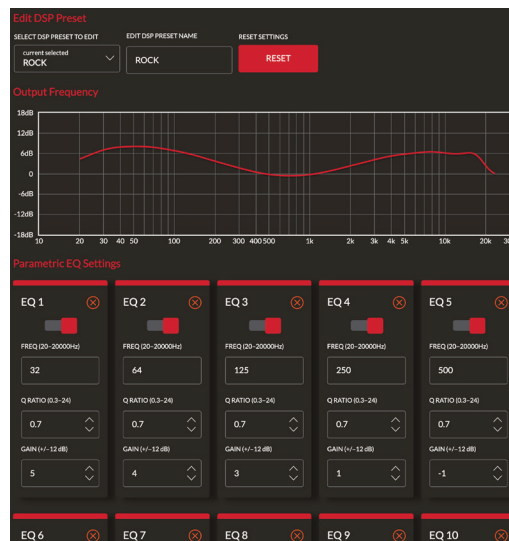 Edit DSP Preset
SELECT DSP PRESET TO EDIT EDIT DSP PRESET NAME RESET SETTINGS
current selected
ROCK ROCK RESET
Output Frequency
18dB
12dB
6dB
0
-6dB
-12dB
-18dB
10 20 30 40 50 100 200 300 400 500 1k 2k 3k 4k 5k 10k 20k 30
Parametric EQ Settings
EQ 1 EQ 2 EQ 3 EQ 4 EQ 5
FREQ (20-20000Hz) FREQ (20-20000Hz) FREQ (20-20000Hz) FREQ (20-20000Hz) FREQ (20-20000Hz)
32 64 125 250 500
Q RATIO (0.3-24) Q RATIO (0.3-24) Q RATIO (0.3-24) Q RATIO (0.3-24) Q RATIO (0.3-24)
0.7 0.7 0.7 0.7 0.7
GAIN (+/-12 dB) GAIN (+/-12 dB) GAIN (+/-12 dB) GAIN (+/-12 dB) GAIN (+/-12 dB)
5 4 3 1 -1
EQ 6 EQ 7 EQ 8 EQ 9 EQ 10